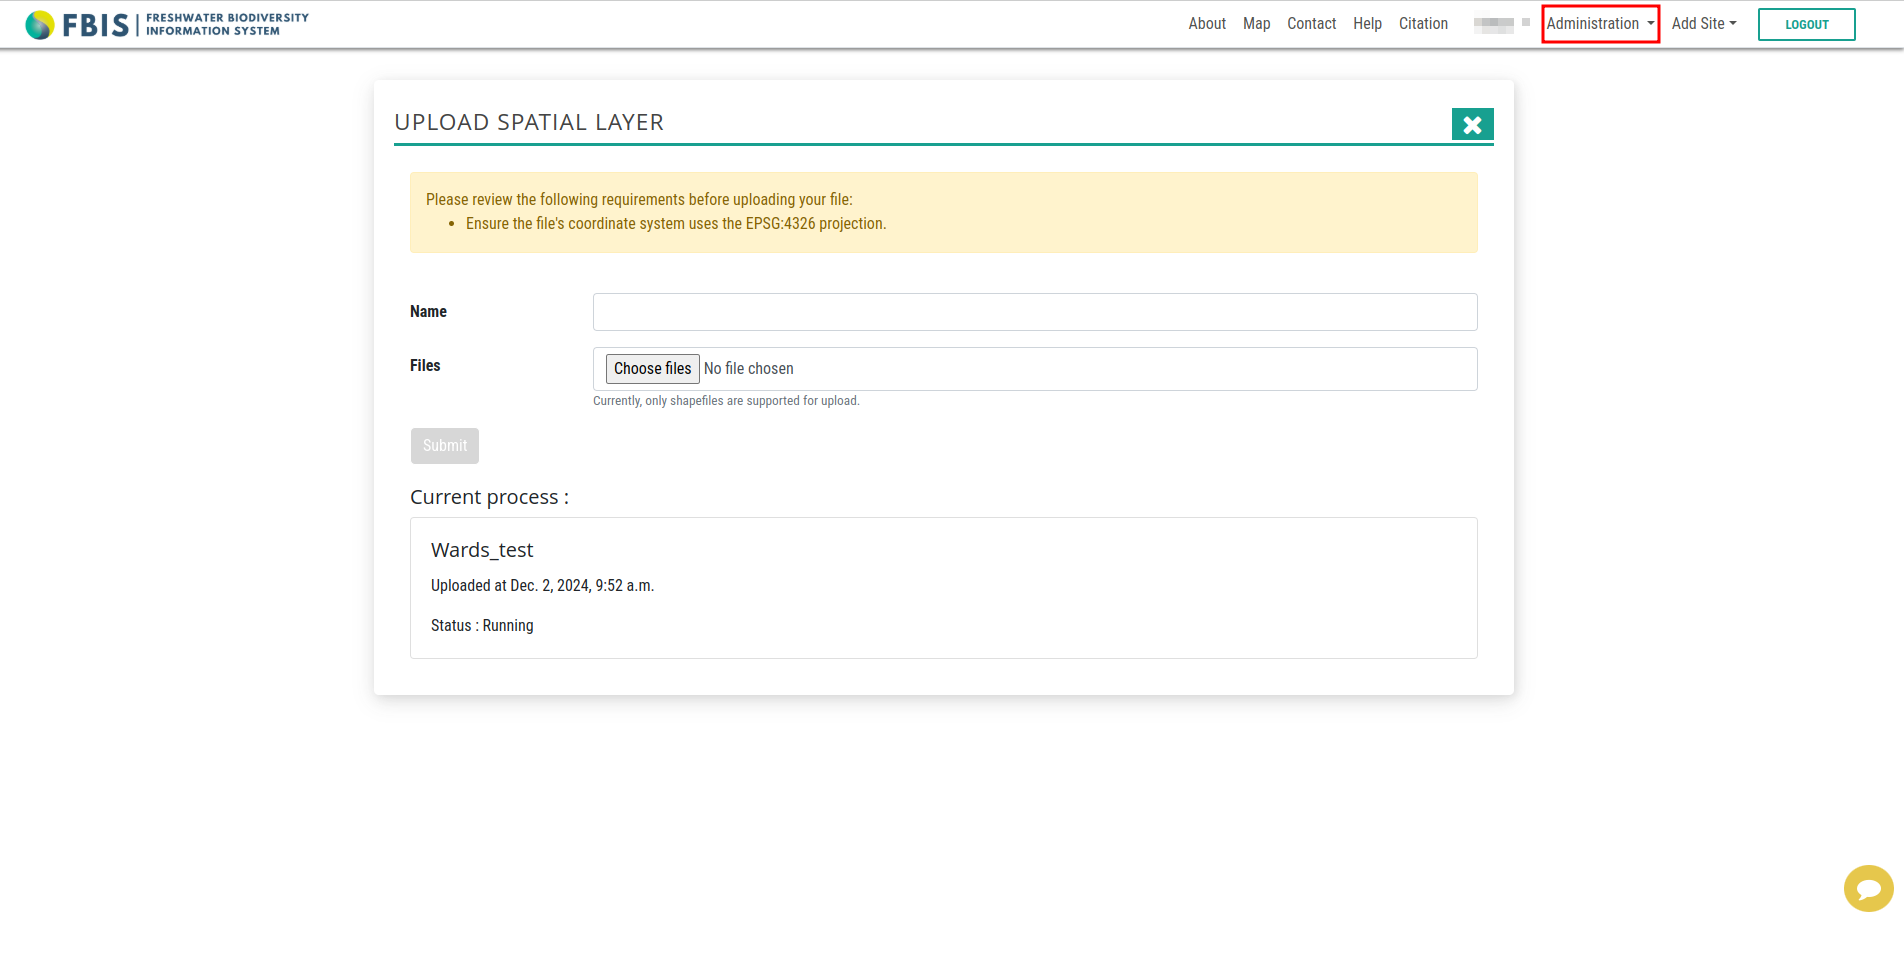 FBIS | FRESHWATER BIODIVERSITY
INFORMATION SYSTEM
About Map Contact Help Citation Administration Add Site LOGOUT
UPLOAD SPATIAL LAYER
Please review the following requirements before uploading your file:
• Ensure the file's coordinate system uses the EPSG:4326 projection.
Name
Files
Choose files No file chosen
Currently, only shapefiles are supported for upload.
Submit
Current process :
Wards_test
Uploaded at Dec. 2, 2024, 9:52 a.m.
Status : Running